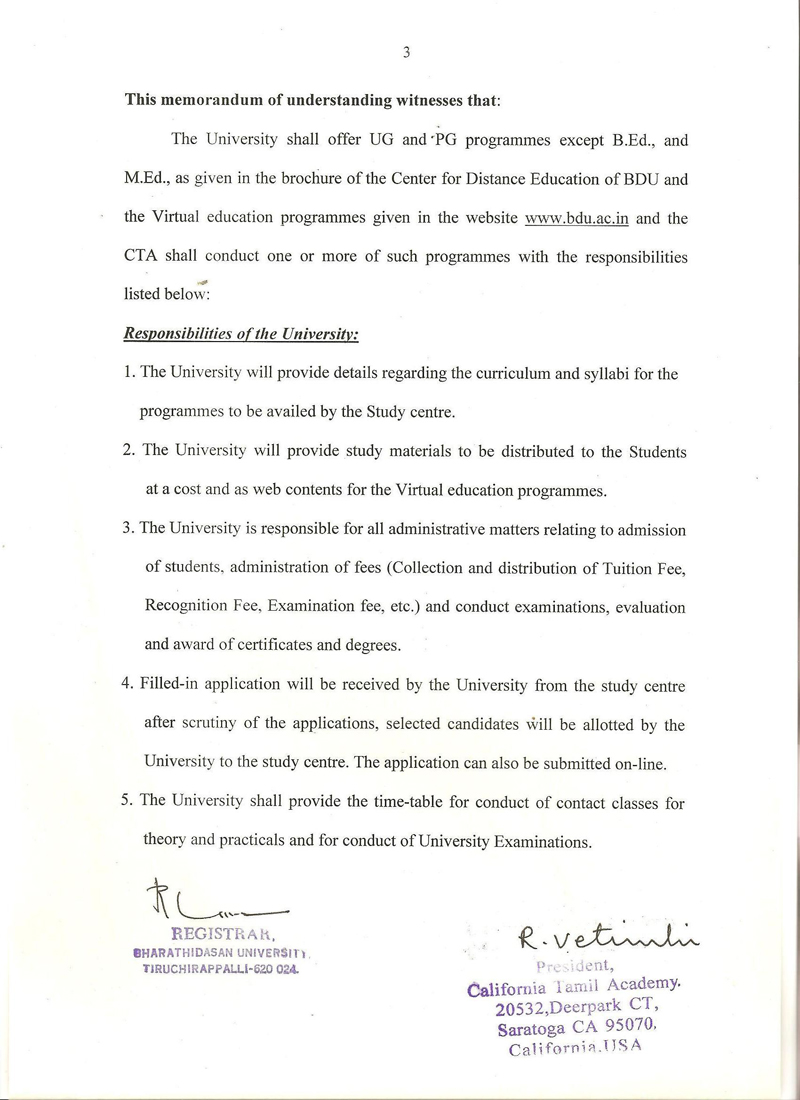 3
This memorandum of understanding witnesses that:
The University shall offer UG and PG programmes except B.Ed., and
M.Ed., as given in the brochure of the Center for Distance Education of BDU and
the Virtual education programmes given in the website www.bdu.ac.in and the
CTA shall conduct one or more of such programmes with the responsibilities
listed below:
Responsibilities of the University:
1. The University will provide details regarding the curriculum and syllabi for the
programmes to be availed by the Study centre.
2. The University will provide study materials to be distributed to the Students
at a cost and as web contents for the Virtual education programmes.
3. The University is responsible for all administrative matters relating to admission
of students, administration of fees (Collection and distribution of Tuition Fee,
Recognition Fee, Examination fee, etc.) and conduct examinations, evaluation
and award of certificates and degrees.
4. Filled-in application will be received by the University from the study centre
after scrutiny of the applications, selected candidates will be allotted by the
University to the study centre. The application can also be submitted on-line.
5. The University shall provide the time-table for conduct of contact classes for
theory and practicals and for conduct of University Examinations.
REGISTRAR,
BHARATHIDASAN UNIVERSITY,
TIRUCHIRAPPALLI-620 024.
R.
President,
California Tamil Academy.
20532,Deerpark CT,
Saratoga CA 95070,
California.USA